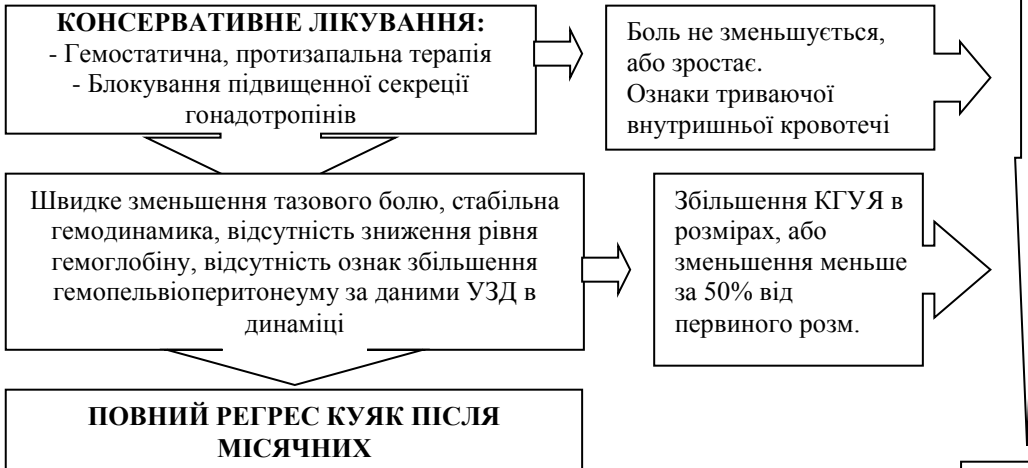 КОНСЕРВАТИВНЕ ЛІКУВАННЯ:
- Гемостатична, протизапальна терапія
- Блокування підвищенної секреції
гонадотропінів
Боль не зменьшується,
або зростає.
Ознаки триваючої
внутришньої кровотечі
Швидке зменьшення тазового болю, стабільна
гемодинамика, відсутність зниження рівня
гемоглобіну, відсутність ознак збільшення
гемопельвіоперитонеуму за даними УЗД в
динаміці
Збільшення КГУЯ в
розмірах, або
зменьшення меньше
за 50% від
первиного розм.
ПОВНИЙ РЕГРЕС КУЯК ПІСЛЯ
МІСЯЧНИХ